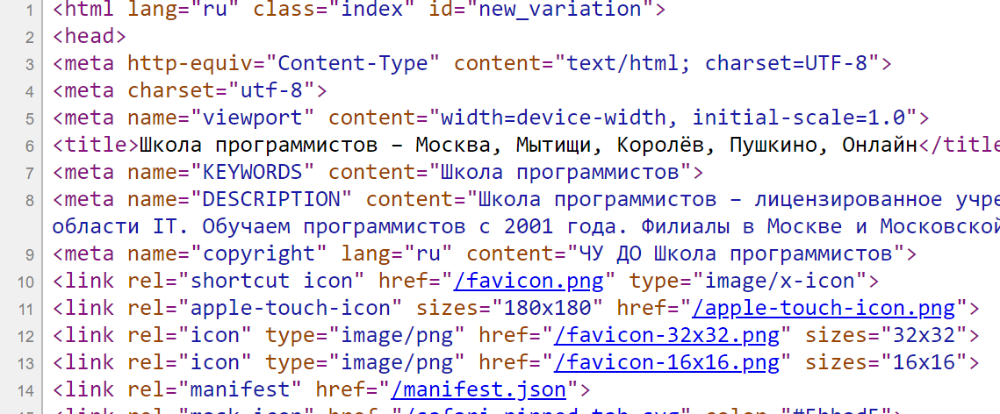 1 <html lang="ru" class="index" id="new_variation">
2 <head>
3 <meta http-equiv="Content-Type" content="text/html; charset=UTF-8">
4 <meta charset="utf-8">
5 <meta name="viewport" content="width=device-width, initial-scale=1.0">
6 <title>Школа программистов – Москва, Мытищи, Королёв, Пушкино, Онлайн</title
7 <meta name="KEYWORDS" content="Школа программистов">
8 <meta name="DESCRIPTION" content="Школа программистов – лицензированное учре
области IT. Обучаем программистов с 2001 года. Филиалы в Москве и Московской
9 <meta name="copyright" lang="ru" content="ЧУ ДО Школа программистов">
10 <link rel="shortcut icon" href="/favicon.png" type="image/x-icon">
11 <link rel="apple-touch-icon" sizes="180x180" href="/apple-touch-icon.png">
12 <link rel="icon" type="image/png" href="/favicon-32x32.png" sizes="32x32">
13 <link rel="icon" type="image/png" href="/favicon-16x16.png" sizes="16x16">
14 <link rel="manifest" href="/manifest.json">